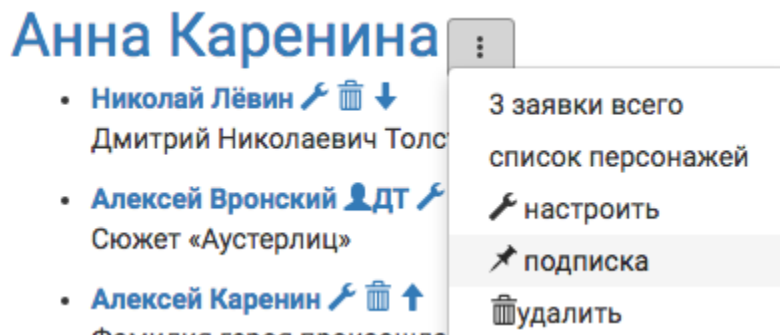 Анна Каренина
Николай Лёвин
Дмитрий Николаевич
Алексей Вронский ДТ
Сюжет «Аустерлиц»
Алексей Каренин
3 заявки всего
список персонажей
настроить
подписка
удалить